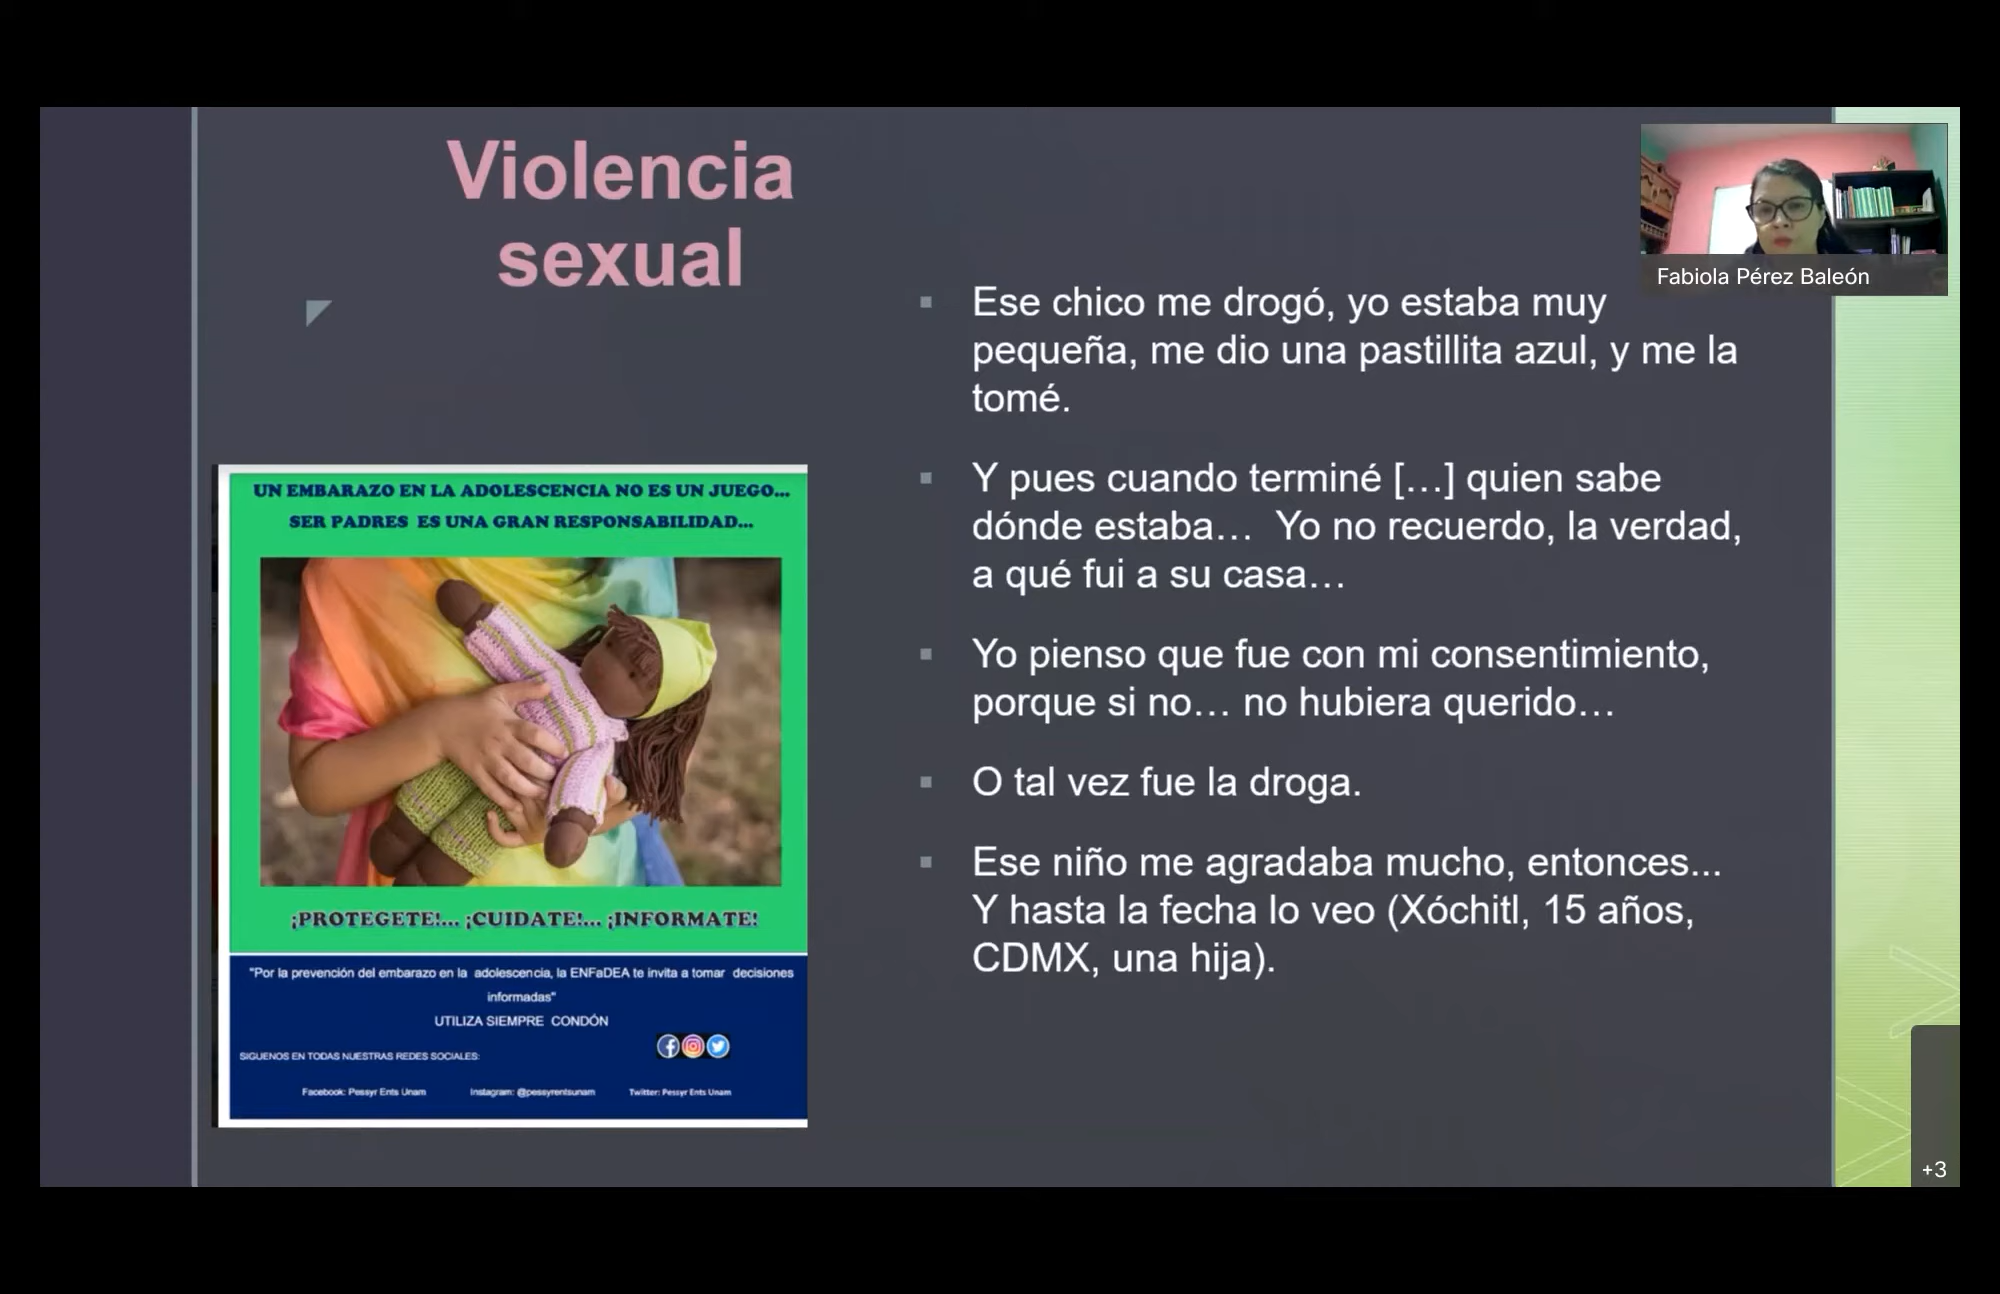 Violencia
sexual
Fabiola Pérez Baleón
Ese chico me drogó, yo estaba muy
pequeña, me dio una pastillita azul, y me la
tomé.
Y pues cuando terminé [...] quien sabe
dónde estaba... Yo no recuerdo, la verdad,
a qué fui a su casa...
Yo pienso que fue con mi consentimiento,
porque si no... no hubiera querido...
O tal vez fue la droga.
Ese niño me agradaba mucho, entonces...
Y hasta la fecha lo veo (Xóchitl, 15 años,
CDMX, una hija).
UN EMBARAZO EN LA ADOLESCENCIA NO ES UN JUEGO...
SER PADRES ES UNA GRAN RESPONSABILIDAD...
¡PROTEGETE!... ¡CUIDATE!... ¡INFORMATE!
"Por la prevención del embarazo en la adolescencia, la ENFaDEA te invita a tomar decisiones
informadas"
UTILIZA SIEMPRE CONDÓN
SIGUENOS EN TODAS NUESTRAS REDES SOCIALES:
Facebook: Pessyr Ents Unam Instagram: @pessyrentsunam Twitter: Pessyr Ents Unam
+3